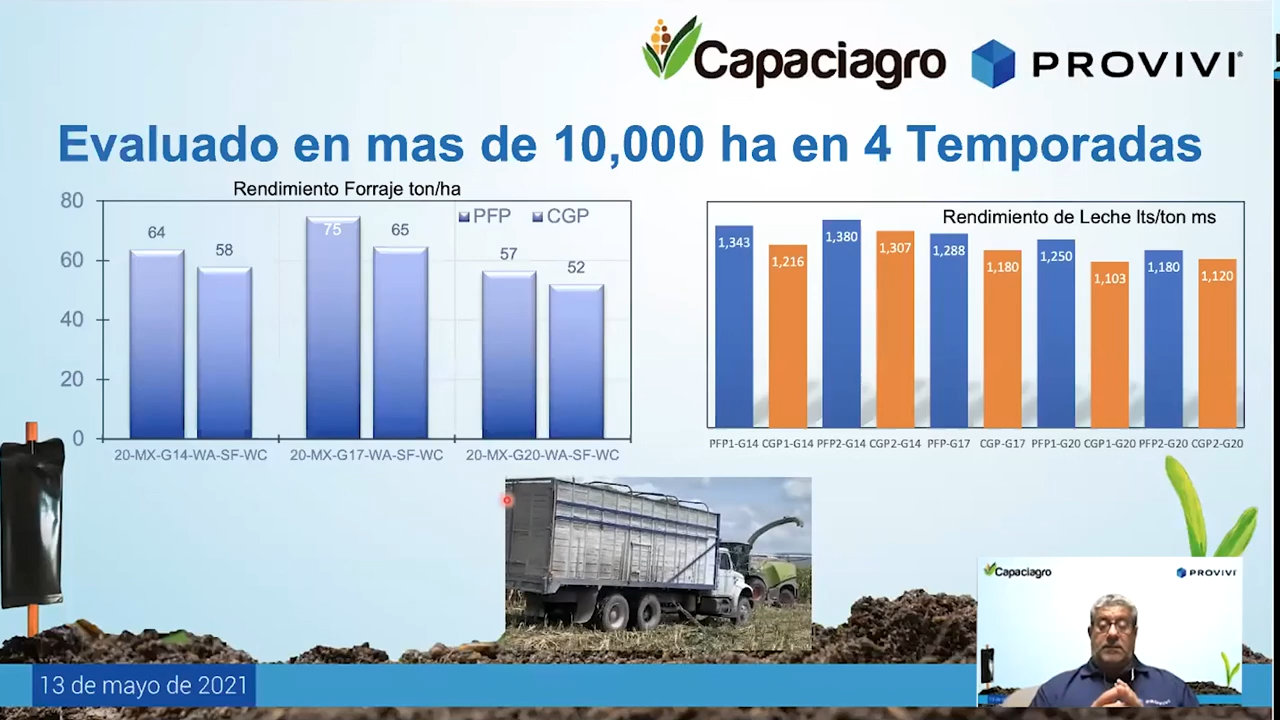 Capaciagro PROVIVI®
Evaluado en mas de 10,000 ha en 4 Temporadas
Rendimiento Forraje ton/ha
PFP CGP
80
60
40
20
0
64
58
75
65
57
52
20-MX-G14-WA-SF-WC 20-MX-G17-WA-SF-WC 20-MX-G20-WA-SF-WC
Rendimiento de Leche lts/ton ms
1,343
1,216
1,380
1,307
1,288
1,180
1,250
1,103
1,180
1,120
PFP1-G14 CGP1-G14 PFP2-G14 CGP2-G14 PFP-G17 CGP-G17 PFP1-G20 CGP1-G20 PFP2-G20 CGP2-G20
Capaciagro PROVIVI
13 de mayo de 2021